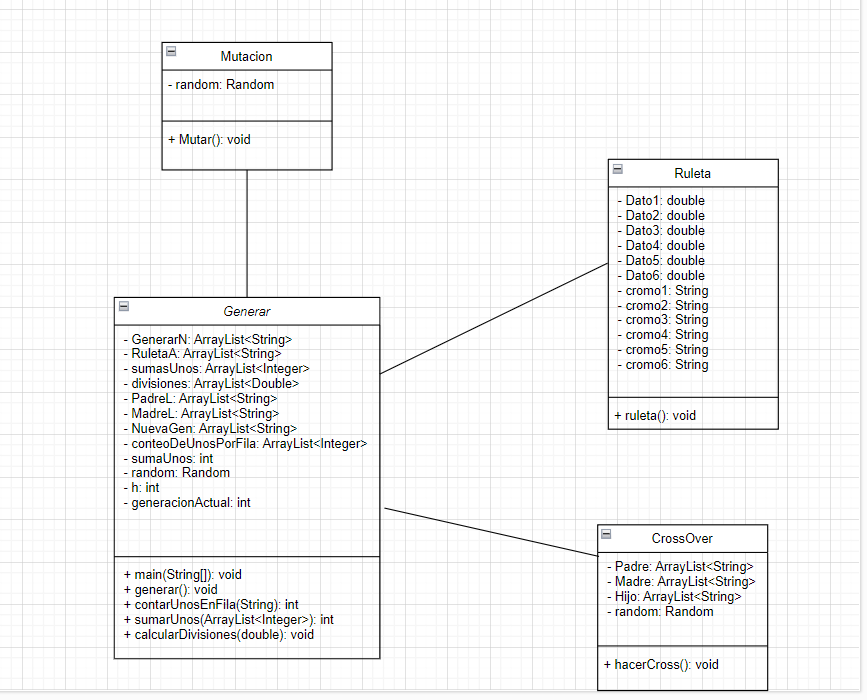 Mutacion
- random: Random
+ Mutar(): void
Ruleta
- Dato1: double
- Dato2: double
- Dato3: double
- Dato4: double
- Dato5: double
- Dato6: double
- cromo1: String
- cromo2: String
- cromo3: String
- cromo4: String
- cromo5: String
- cromo6: String
+ ruleta(): void
Generar
- GenerarN: ArrayList<String>
- RuletaA: ArrayList<String>
- sumasUnos: ArrayList<Integer>
- divisiones: ArrayList<Double>
- PadreL: ArrayList<String>
- MadreL: ArrayList<String>
- NuevaGen: ArrayList<String>
- conteoDeUnosPorFila: ArrayList<Integer>
- sumaUnos: int
- random: Random
- h: int
- generacionActual: int
+ main(String[]): void
+ generar(): void
+ contarUnosEnFila(String): int
+ sumarUnos(ArrayList<Integer>): int
+ calcularDivisiones(double): void
CrossOver
- Padre: ArrayList<String>
- Madre: ArrayList<String>
- Hijo: ArrayList<String>
- random: Random
+ hacerCross(): void